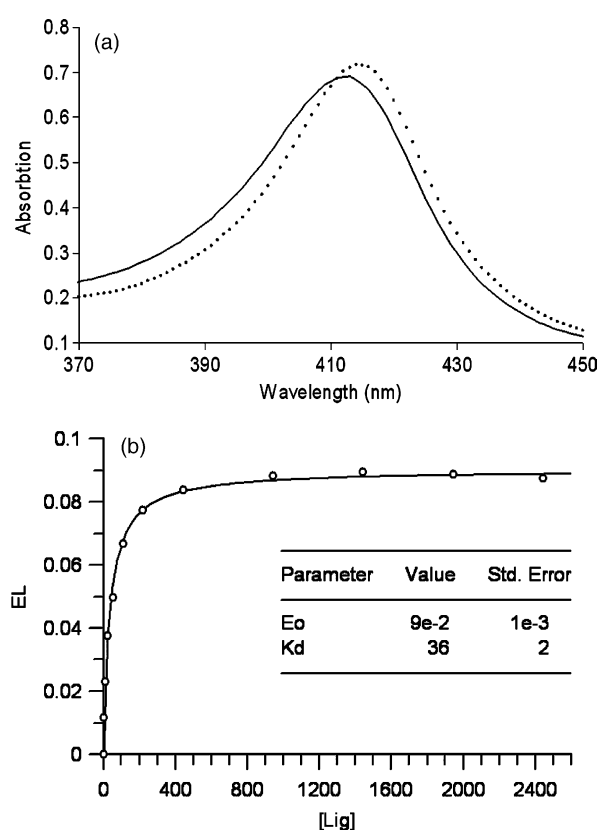 (a)
0.8
0.7
0.6
0.5
0.4
0.3
0.2
0.1
Absorbtion
370 390 410 430 450
Wavelength (nm)
(b)
0.1
0.08
0.06
0.04
0.02
0
EL
Parameter Value Std. Error
Eo 9e-2 1e-3
Kd 36 2
0 400 800 1200 1600 2000 2400
[Lig]